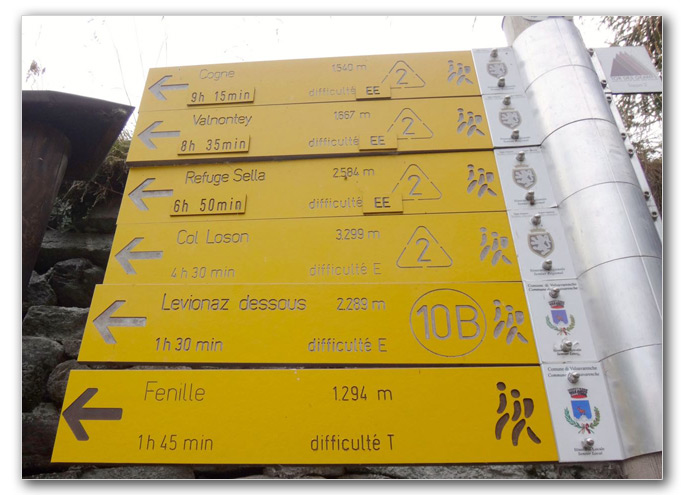 Cogne 1.540 m
9h 15min difficulté EE 2
Valnontey 1.667 m
8h 35min difficulté EE 2
Refuge Sella 2.584 m
6h 50min difficulté EE 2
Col Loson 3.299 m
4h 30min difficulté E 2
Levionaz dessous 2.289 m
1h 30 min difficulté E 10B
Fenille 1.294 m
1h 45 min difficulté T